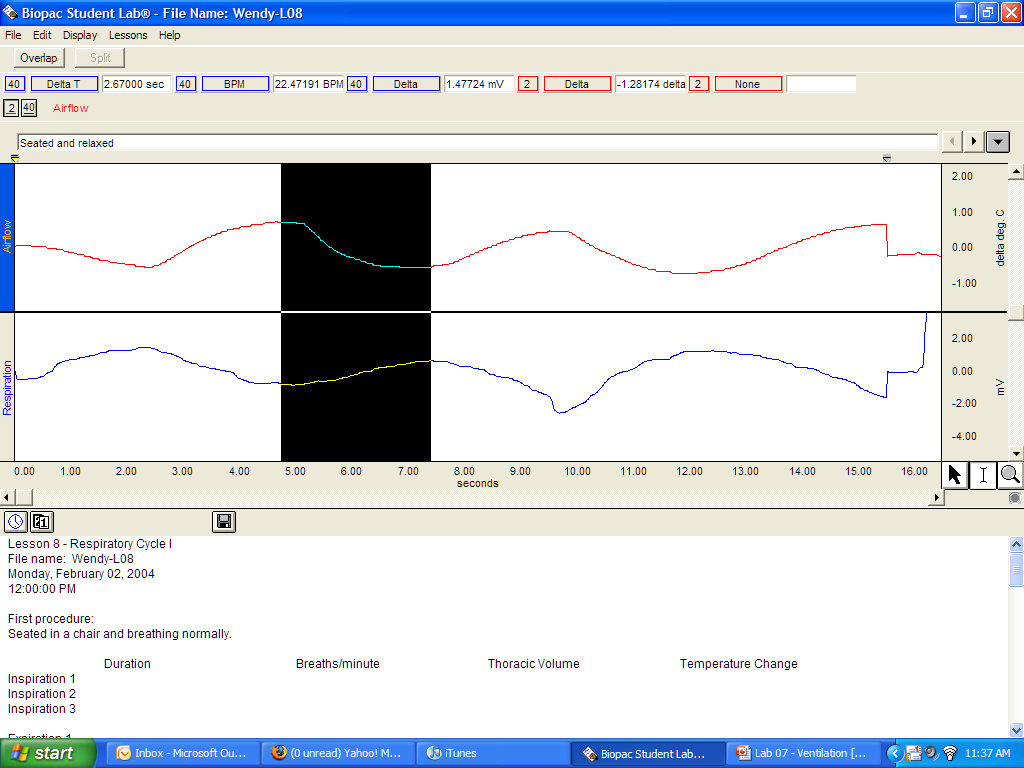 Biopac Student Lab® - File Name: Wendy-L08
File Edit Display Lessons Help
Overlap Split
40 Delta T 2.67000 sec 40 BPM 22.47191 BPM 40 Delta 1.47724 mV 2 Delta -1.28174 delta 2 None
2 40 Airflow
Seated and relaxed
Airflow
2.00
1.00
0.00
-1.00
delta deg. C
Respiration
2.00
0.00
-2.00
-4.00
mV
0.00 1.00 2.00 3.00 4.00 5.00 6.00 7.00 8.00 9.00 10.00 11.00 12.00 13.00 14.00 15.00 16.00
seconds
Lesson 8 - Respiratory Cycle I
File name: Wendy-L08
Monday, February 02, 2004
12:00:00 PM
First procedure:
Seated in a chair and breathing normally.
Duration Breaths/minute Thoracic Volume Temperature Change
Inspiration 1
Inspiration 2
Inspiration 3
Expiration 1
start Inbox - Microsoft Ou... (0 unread) Yahoo! M... iTunes Biopac Student Lab... Lab 07 - Ventilation [... 11:37 AM